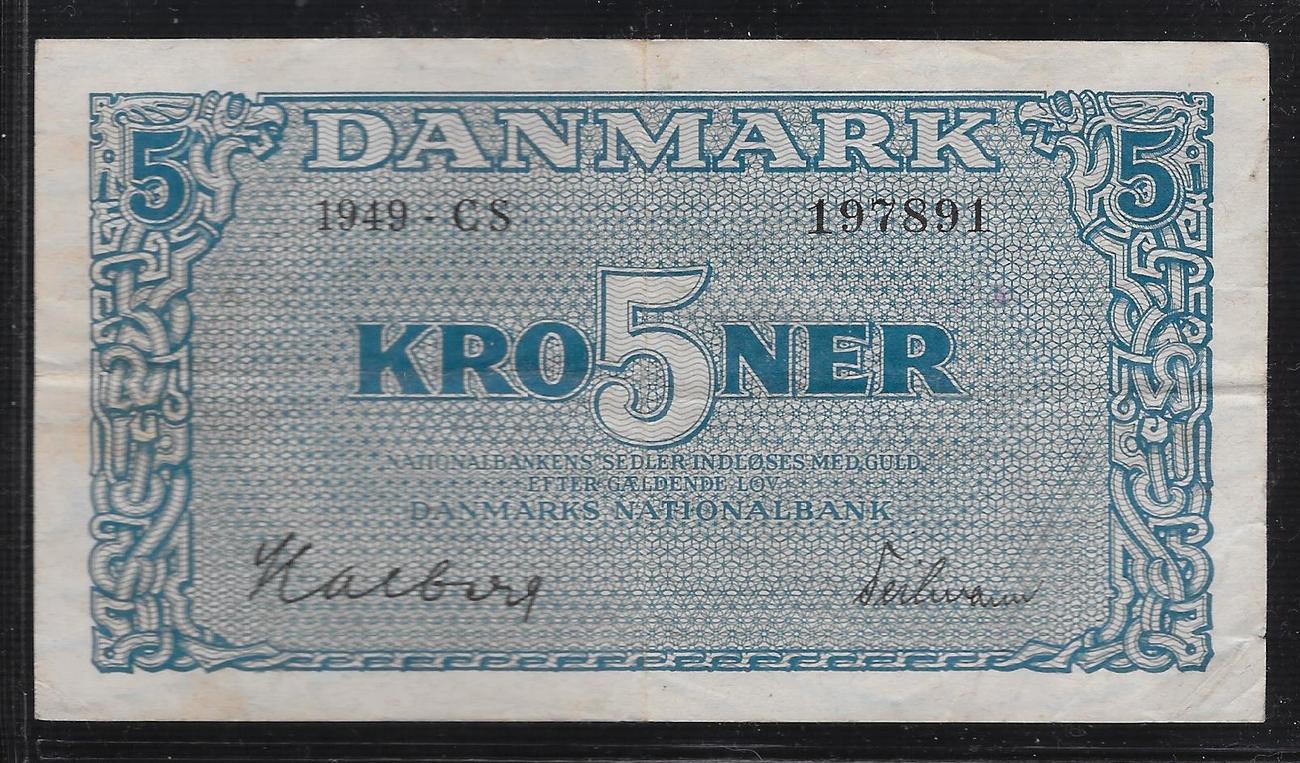 5 DANMARK 5
1949 CS 197891
KRO5NER
NATIONALBANKENS SEDLER INDLØSES MED GULD
EFTER GÆLDENDE LOV
DANMARKS NATIONALBANK
Halberg